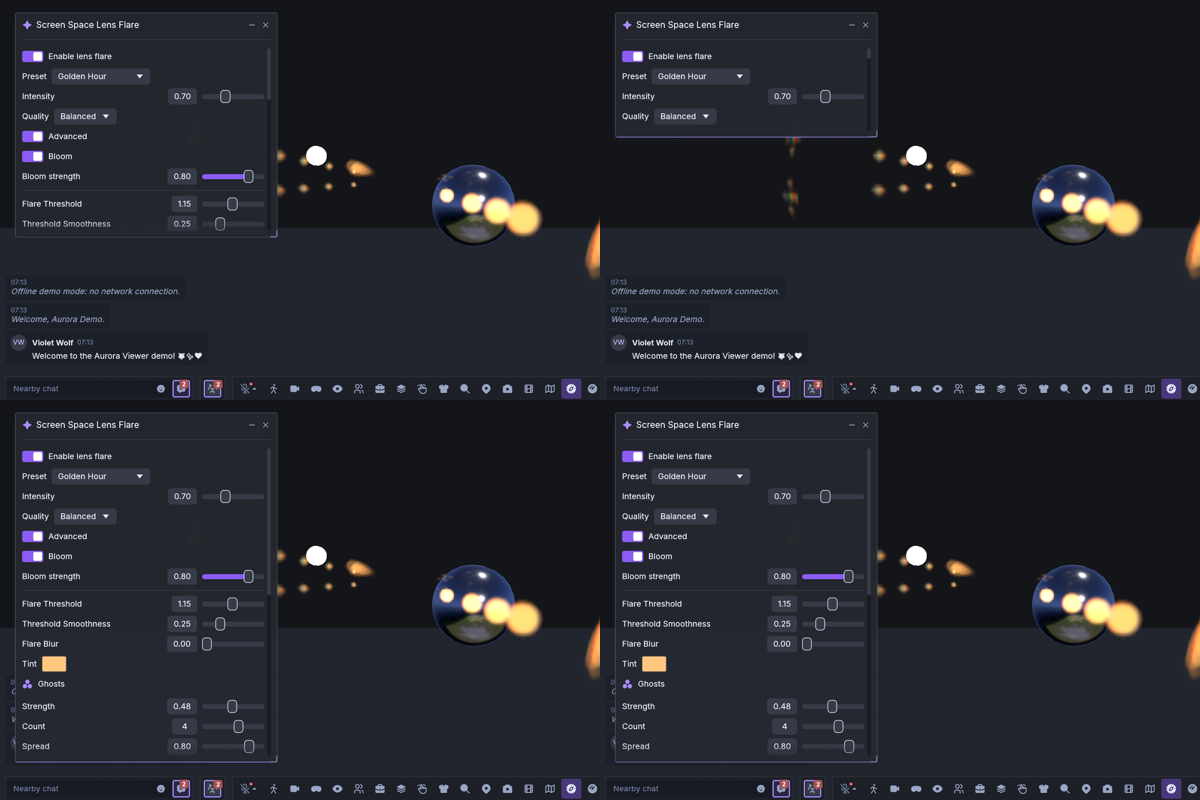 Screen Space Lens Flare
Enable lens flare
Preset Golden Hour
Intensity 0.70
Quality Balanced
Advanced
Bloom
Bloom strength 0.80
Flare Threshold 1.15
Threshold Smoothness 0.25
07:13
Offline demo mode: no network connection.
07:13
Welcome, Aurora Demo.
VW Violet Wolf 07:13
Welcome to the Aurora Viewer demo!
Nearby chat 2 2
Screen Space Lens Flare
Enable lens flare
Preset Golden Hour
Intensity 0.70
Quality Balanced
07:13
Offline demo mode: no network connection.
07:13
Welcome, Aurora Demo.
VW Violet Wolf 07:13
Welcome to the Aurora Viewer demo!
Nearby chat 2 2
Screen Space Lens Flare
Enable lens flare
Preset Golden Hour
Intensity 0.70
Quality Balanced
Advanced
Bloom
Bloom strength 0.80
Flare Threshold 1.15
Threshold Smoothness 0.25
Flare Blur 0.00
Tint
Ghosts
Strength 0.48
Count 4
Spread 0.80
Nearby chat 2 2
Screen Space Lens Flare
Enable lens flare
Preset Golden Hour
Intensity 0.70
Quality Balanced
Advanced
Bloom
Bloom strength 0.80
Flare Threshold 1.15
Threshold Smoothness 0.25
Flare Blur 0.00
Tint
Ghosts
Strength 0.48
Count 4
Spread 0.80
Nearby chat 2 2